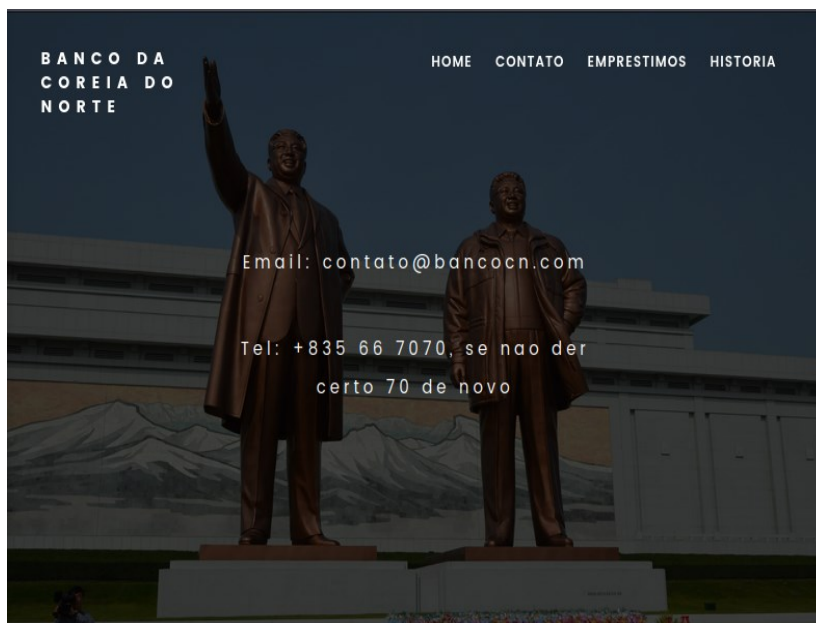 BANCO DA
COREIA DO
NORTE
HOME CONTATO EMPRESTIMOS HISTORIA
Email: contato@bancocn.com
Tel: +835 66 7070, se nao der
certo 70 de novo